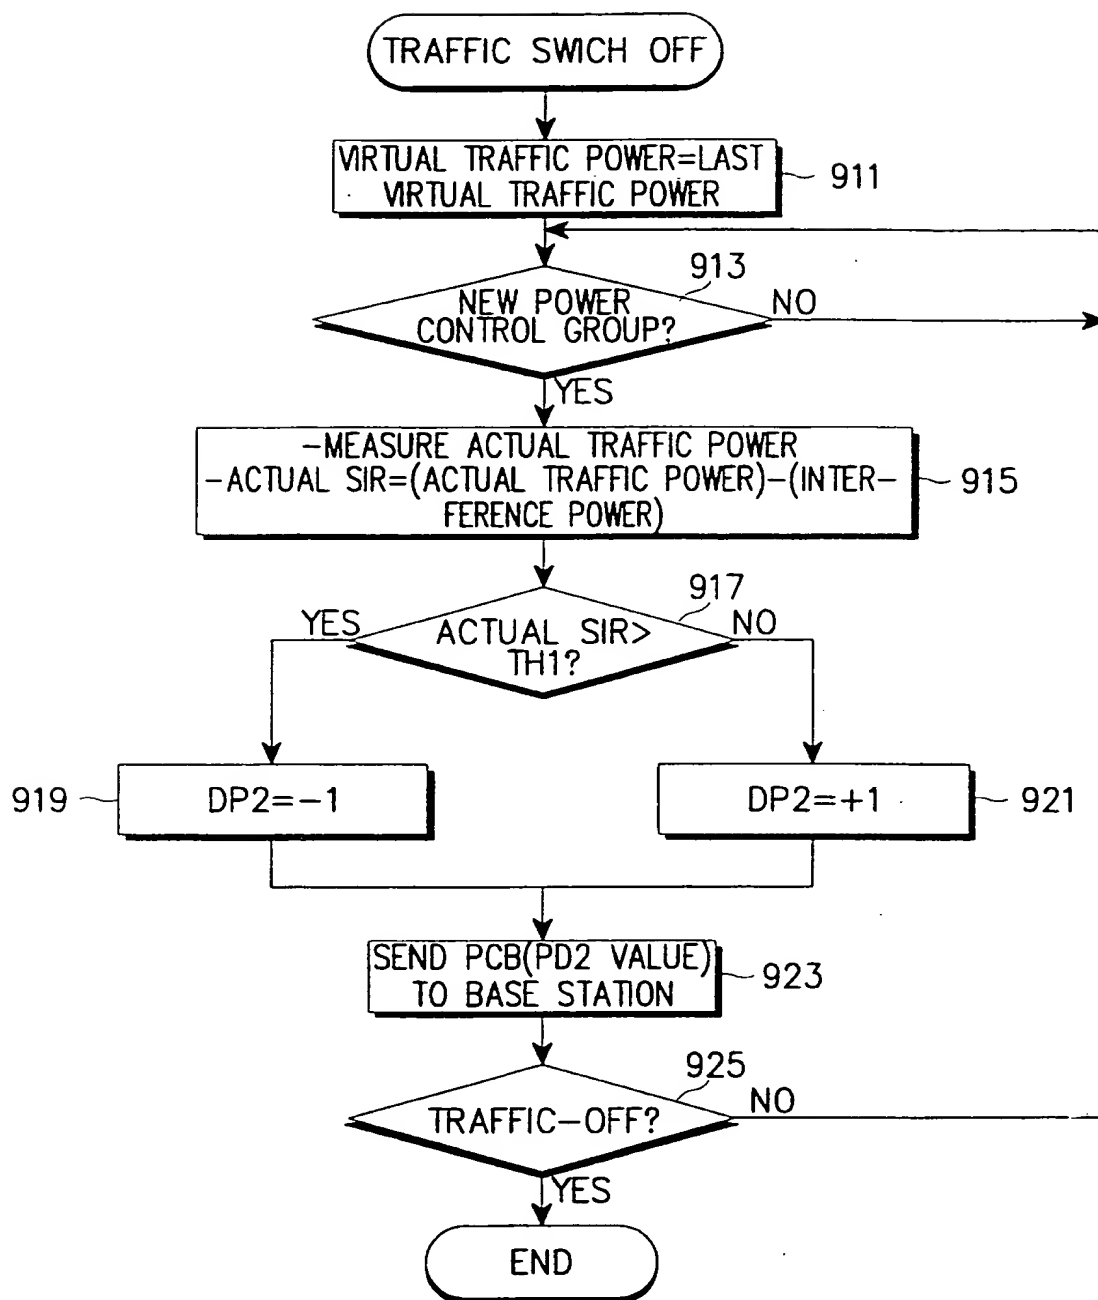 TRAFFIC SWICH OFF
VIRTUAL TRAFFIC POWER=LAST
VIRTUAL TRAFFIC POWER
911
913
NEW POWER
CONTROL GROUP?
NO
YES
-MEASURE ACTUAL TRAFFIC POWER
-ACTUAL SIR=(ACTUAL TRAFFIC POWER)-(INTER-
FERENCE POWER)
915
917
YES
ACTUAL SIR>
TH1?
NO
919
DP2=-1
DP2=+1
921
SEND PCB(PD2 VALUE)
TO BASE STATION
923
925
TRAFFIC-OFF?
NO
YES
END